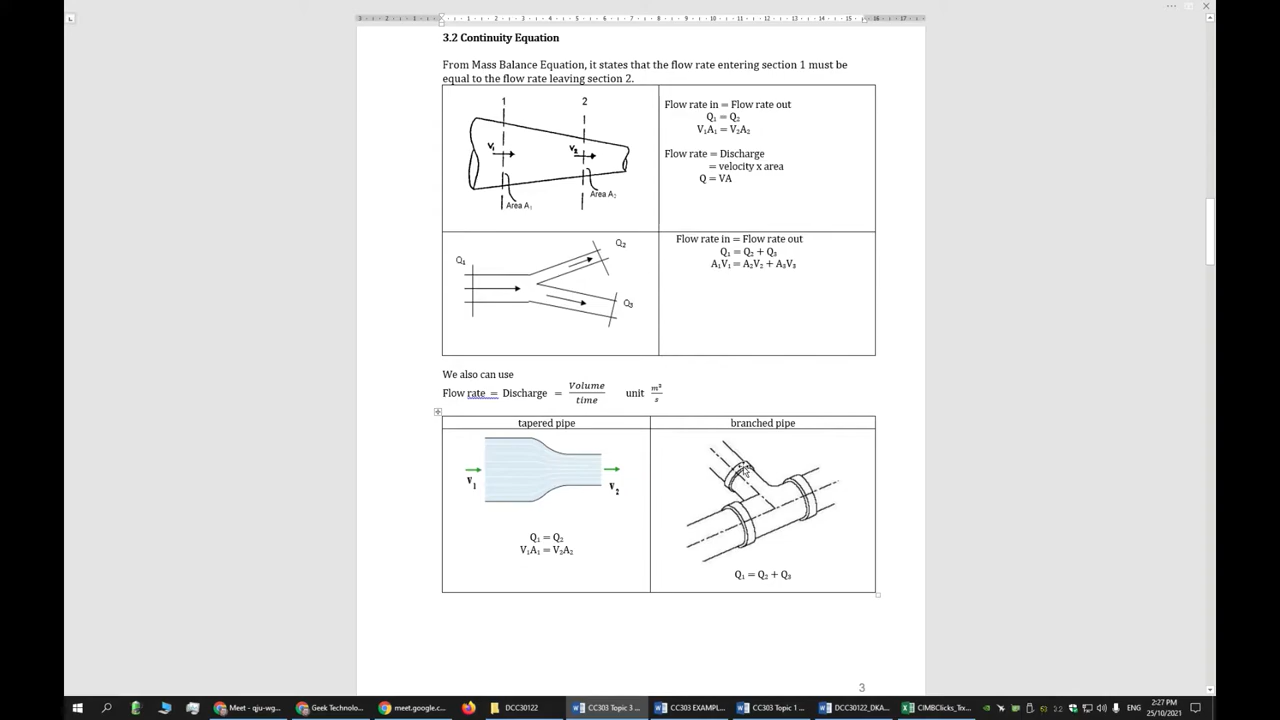 3.2 Continuity Equation
From Mass Balance Equation, it states that the flow rate entering section 1 must be
equal to the flow rate leaving section 2.
1
2
V₁
V₂
Area A₁
Area A₂
Flow rate in = Flow rate out
Q₁ = Q₂
V₁A₁ = V₂A₂
Flow rate = Discharge
= velocity x area
Q = VA
Q₁
Q₂
Q₃
Flow rate in = Flow rate out
Q₁ = Q₂ + Q₃
A₁V₁ = A₂V₂ + A₃V₃
We also can use
Flow rate = Discharge = Volume/time unit m³/s
tapered pipe
branched pipe
V₁
V₂
Q₁ = Q₂
V₁A₁ = V₂A₂
Q₁ = Q₂ + Q₃
3
Meet - qju-wg...
Geek Technolo...
meet.google.c...
DCC30122
CC303 Topic 3 ...
CC303 EXAMPL...
CC303 Topic 1 ...
DCC30122_DKA...
CIMBClicks_Trx...
ENG
2:27 PM
25/10/2021